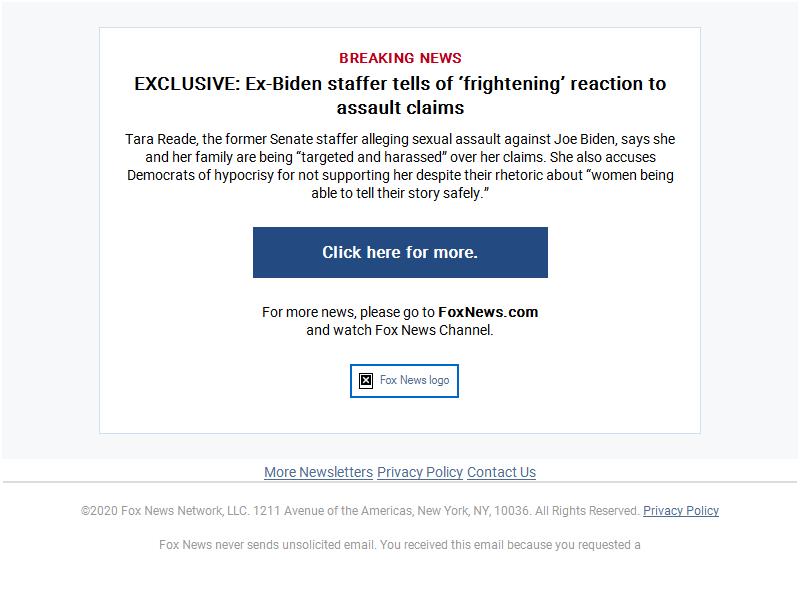 BREAKING NEWS
EXCLUSIVE: Ex-Biden staffer tells of ‘frightening’ reaction to
assault claims
Tara Reade, the former Senate staffer alleging sexual assault against Joe Biden, says she
and her family are being “targeted and harassed” over her claims. She also accuses
Democrats of hypocrisy for not supporting her despite their rhetoric about “women being
able to tell their story safely.”
Click here for more.
For more news, please go to FoxNews.com
and watch Fox News Channel.
Fox News logo
More Newsletters Privacy Policy Contact Us
©2020 Fox News Network, LLC. 1211 Avenue of the Americas, New York, NY, 10036. All Rights Reserved. Privacy Policy
Fox News never sends unsolicited email. You received this email because you requested a